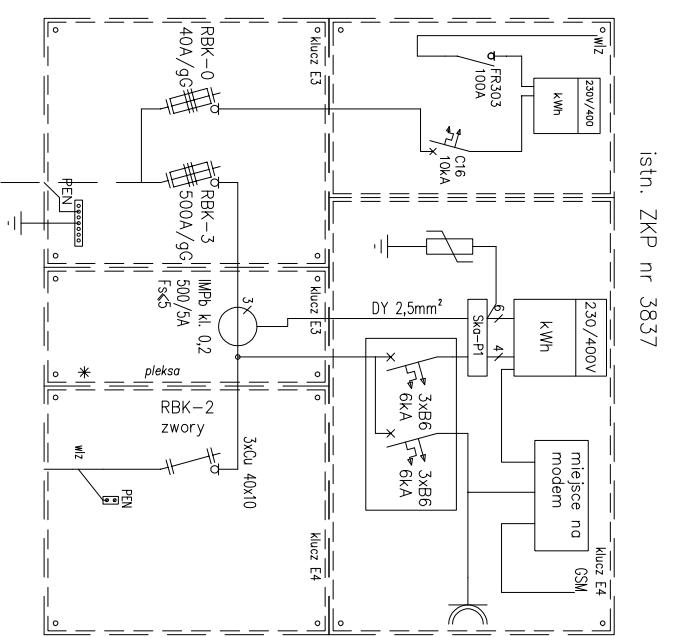 istn. ZKP nr 3837
wlz
klucz E3
RBK-0
40A/gG
FR303
100A
230V/400
kWh
C16
10kA
RBK-3
500A/gG
PEN
klucz E3
IMPb kl. 0,2
500/5A
Fs<5
3
pleksa
*
DY 2,5mm²
Ska-P1
6
4
230/400V
kWh
3xB6
6kA
3xB6
6kA
miejsce na
modem
klucz E4
GSM
RBK-2
zwory
3xCu 40x10
wlz
PEN
klucz E4